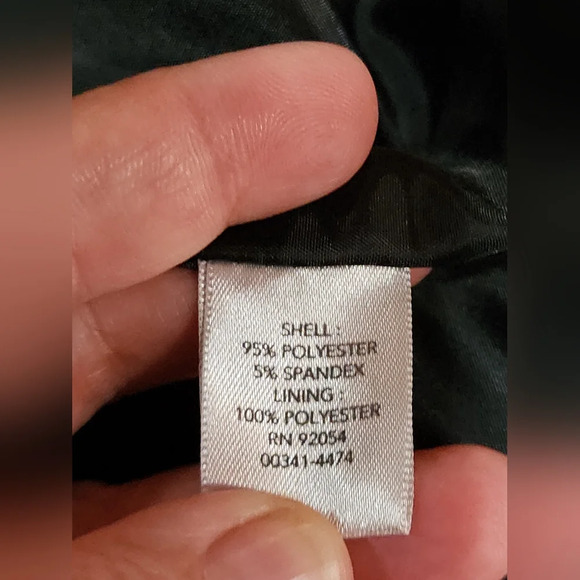 SHELL :
95% POLYESTER
5% SPANDEX
LINING :
100% POLYESTER
RN 92054
00341-4474